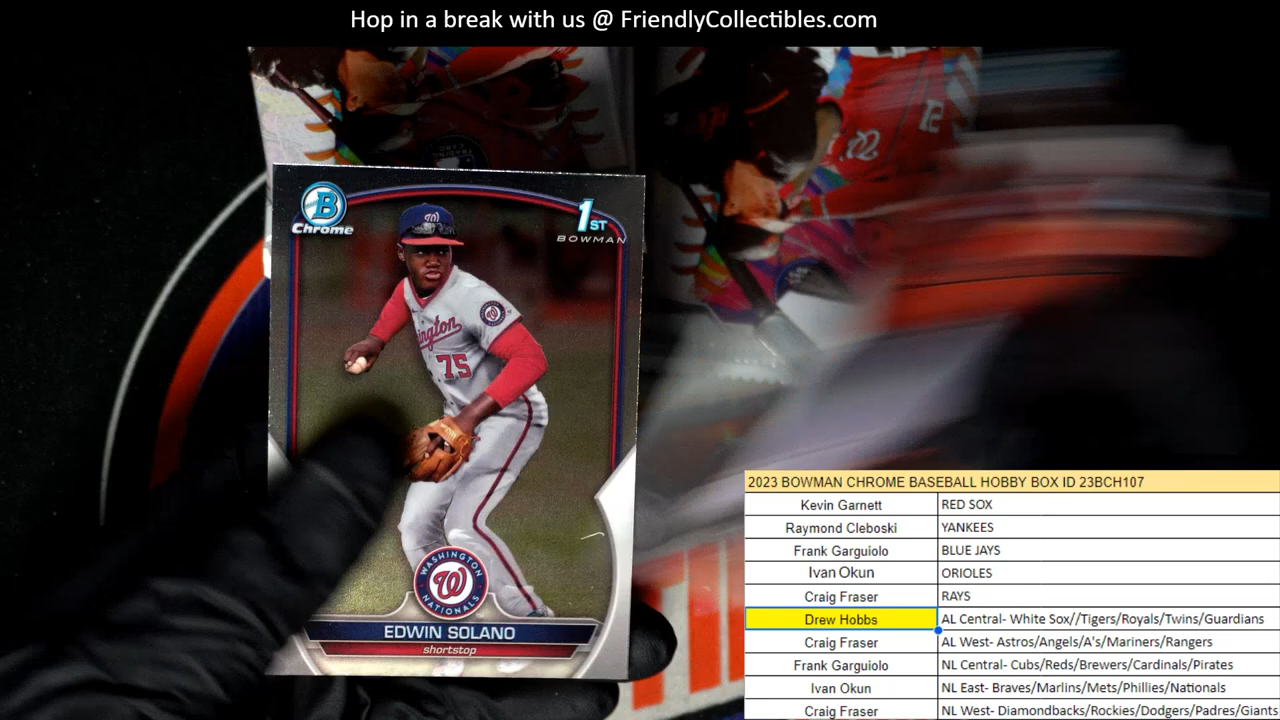 Hop in a break with us @ FriendlyCollectibles.com
B
Chrome
1ST
BOWMAN
W
ington
75
WASHINGTON
W
NATIONALS
EDWIN SOLANO
shortstop
12
2023 BOWMAN CHROME BASEBALL HOBBY BOX ID 23BCH107
Kevin Garnett RED SOX
Raymond Cleboski YANKEES
Frank Garguiolo BLUE JAYS
Ivan Okun ORIOLES
Craig Fraser RAYS
Drew Hobbs AL Central- White Sox//Tigers/Royals/Twins/Guardians
Craig Fraser AL West- Astros/Angels/A's/Mariners/Rangers
Frank Garguiolo NL Central- Cubs/Reds/Brewers/Cardinals/Pirates
Ivan Okun NL East- Braves/Marlins/Mets/Phillies/Nationals
Craig Fraser NL West- Diamondbacks/Rockies/Dodgers/Padres/Giants